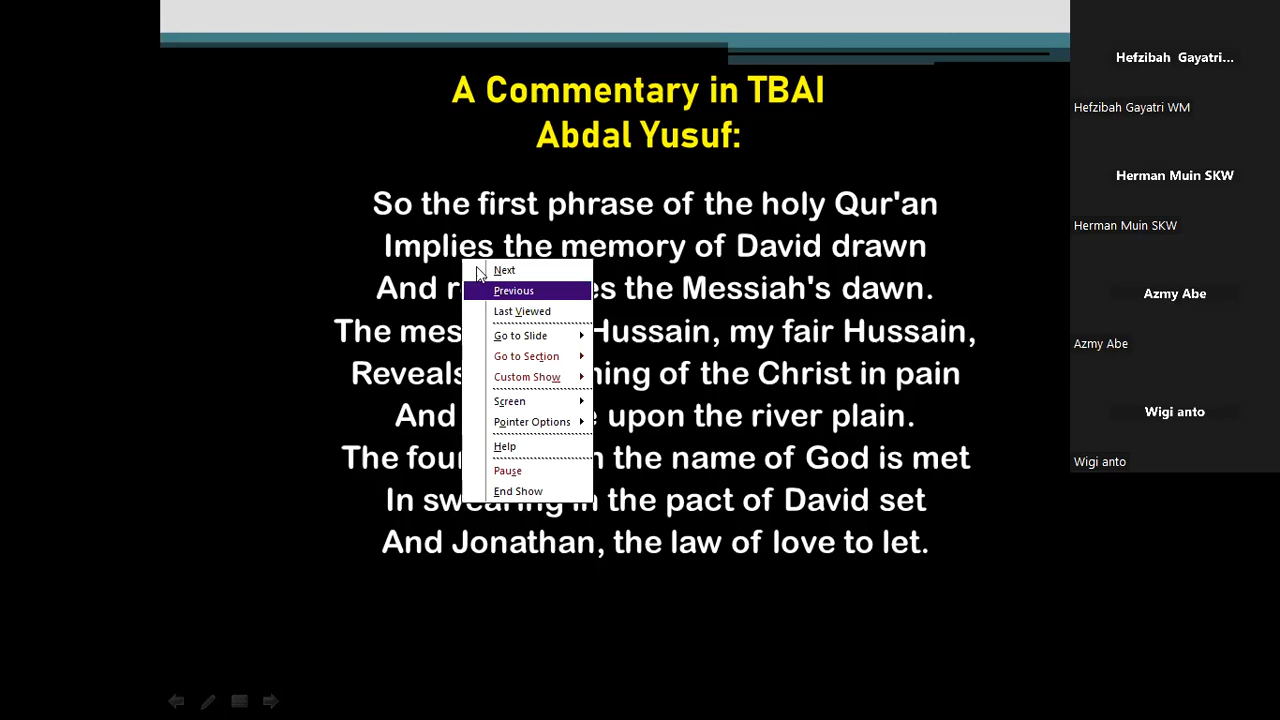 A Commentary in TBAI
Abdal Yusuf:
So the first phrase of the holy Qur'an
Implies the memory of David drawn
And es the Messiah's dawn.
The mes Hussain, my fair Hussain,
Reveals ning of the Christ in pain
And upon the river plain.
The four the name of God is met
In swearing in the pact of David set
And Jonathan, the law of love to let.
Next
Previous
Last Viewed
Go to Slide
Go to Section
Custom Show
Screen
Pointer Options
Help
Pause
End Show
Hefzibah Gayatri...
Hefzibah Gayatri WM
Herman Muin SKW
Herman Muin SKW
Azmy Abe
Azmy Abe
Wigi anto
Wigi anto